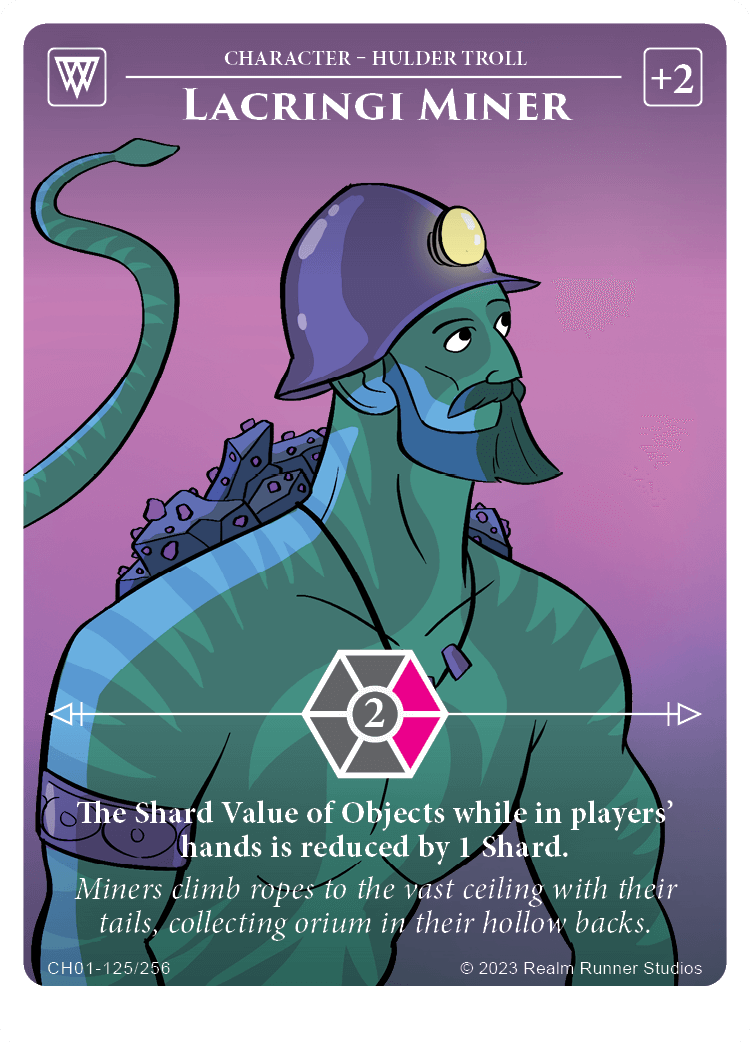 CHARACTER – HULDER TROLL
+2
LACRINGI MINER
2
The Shard Value of Objects while in players’
hands is reduced by 1 Shard.
Miners climb ropes to the vast ceiling with their
tails, collecting orium in their hollow backs.
CH01-125/256
© 2023 Realm Runner Studios